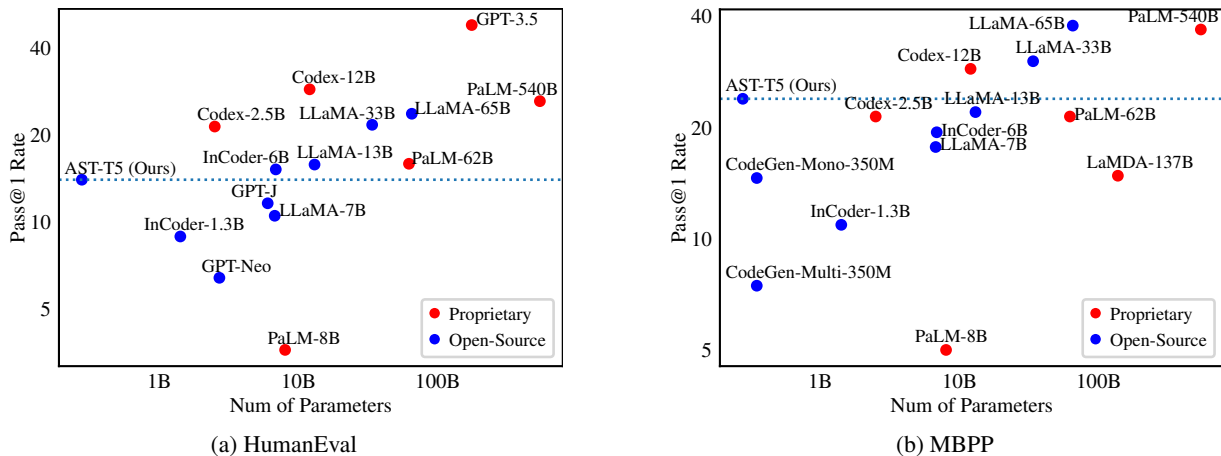 GPT-3.5
40
Codex-12B
PaLM-540B
LLaMA-65B
LLaMA-33B
Codex-2.5B
20
InCoder-6B
LLaMA-13B
PaLM-62B
AST-T5 (Ours)
GPT-J
LLaMA-7B
10
InCoder-1.3B
GPT-Neo
5
PaLM-8B
Proprietary
Open-Source
Pass@1 Rate
1B
10B
100B
Num of Parameters
(a) HumanEval
LLaMA-65B
PaLM-540B
40
LLaMA-33B
Codex-12B
AST-T5 (Ours)
Codex-2.5B
LLaMA-13B
PaLM-62B
20
InCoder-6B
LLaMA-7B
CodeGen-Mono-350M
LaMDA-137B
InCoder-1.3B
10
CodeGen-Multi-350M
PaLM-8B
5
Proprietary
Open-Source
Pass@1 Rate
1B
10B
100B
Num of Parameters
(b) MBPP